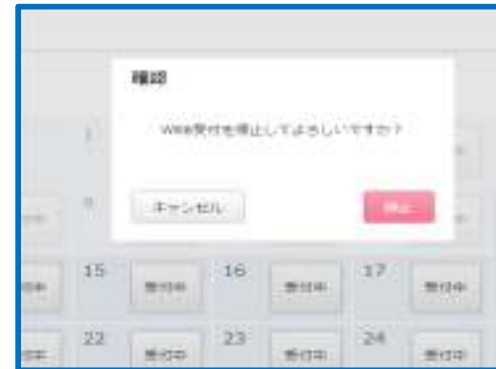 確認
Web受付を停止してよろしいですか？
キャンセル
停止
15 受付中 16 受付中 17 受付中
22 受付中 23 受付中 24 受付中